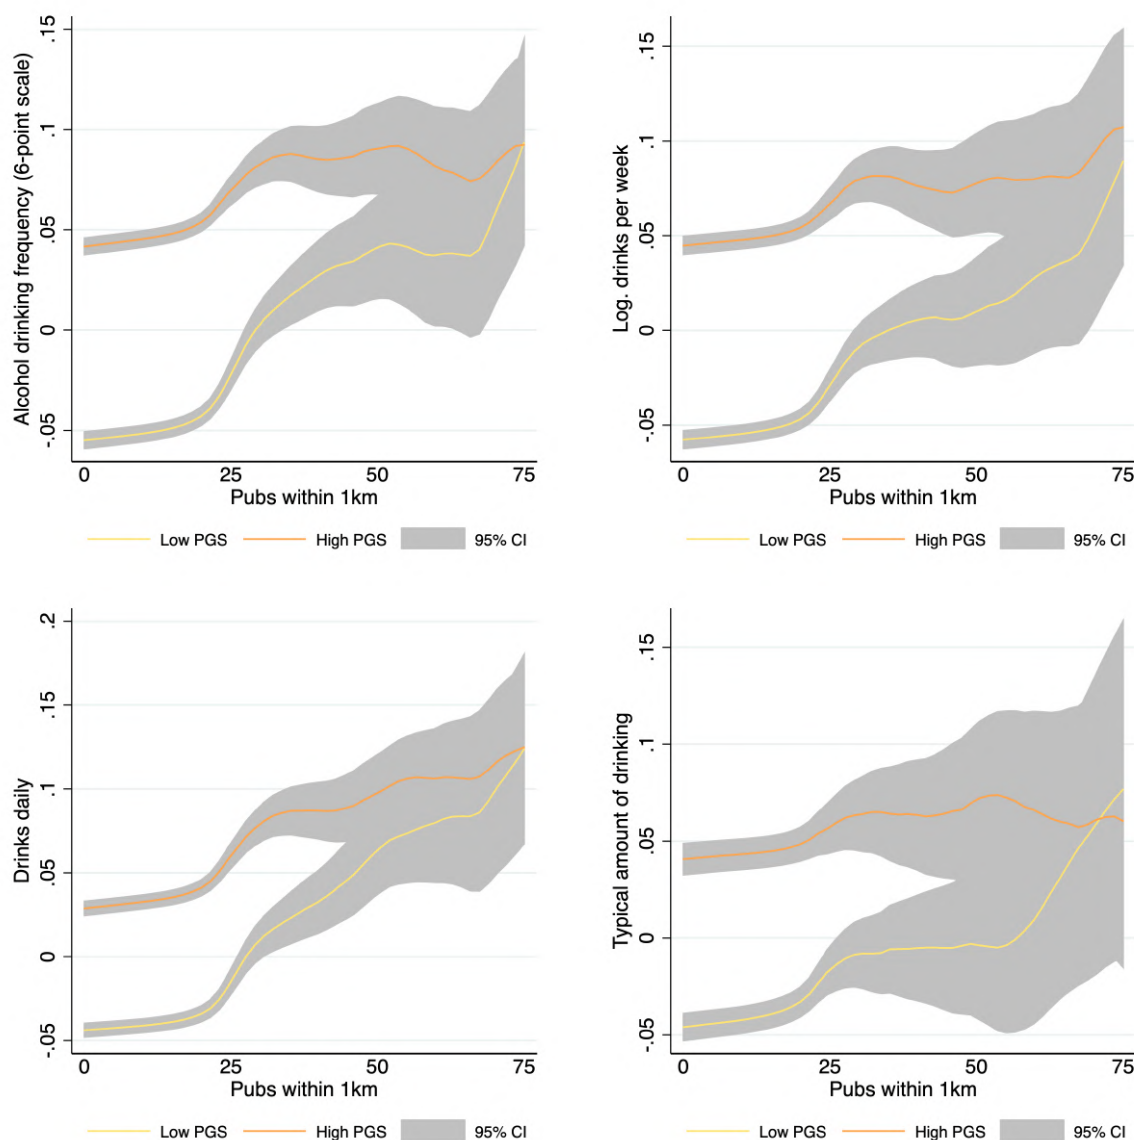 Alcohol drinking frequency (6-point scale)
.15
.1
.05
0
-.05
0 25 50 75
Pubs within 1km
Low PGS High PGS 95% CI
Log. drinks per week
.15
.1
.05
0
-.05
0 25 50 75
Pubs within 1km
Low PGS High PGS 95% CI
Drinks daily
.2
.15
.1
.05
0
-.05
0 25 50 75
Pubs within 1km
Low PGS High PGS 95% CI
Typical amount of drinking
.15
.1
.05
0
-.05
0 25 50 75
Pubs within 1km
Low PGS High PGS 95% CI